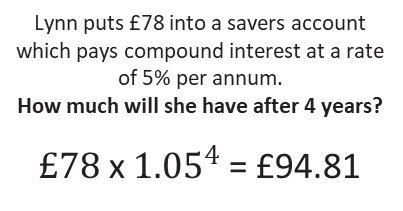 Lynn puts £78 into a savers account
which pays compound interest at a rate
of 5% per annum.
How much will she have after 4 years?
£78 x 1.05⁴ = £94.81